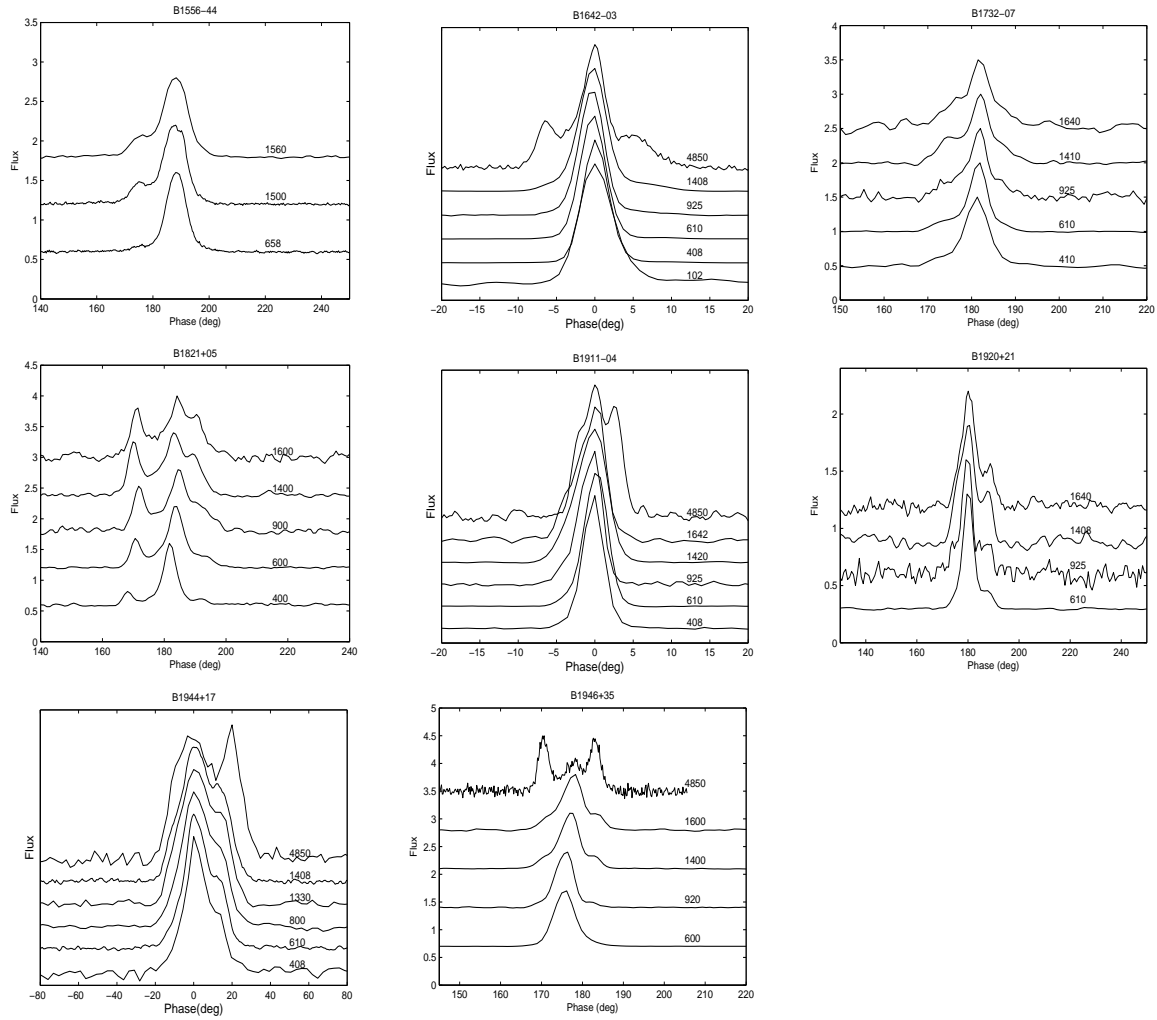 B1556−44
3.5
3
2.5
2
1.5
1
0.5
0
Flux
1560
1500
658
140 160 180 200 220 240
Phase (deg)
B1642−03
Flux
4850
1408
925
610
408
102
−20 −15 −10 −5 0 5 10 15 20
Phase(deg)
B1732−07
4
3.5
3
2.5
2
1.5
1
0.5
0
Flux
1640
1410
925
610
410
150 160 170 180 190 200 210 220
Phase (deg)
B1821+05
4.5
4
3.5
3
2.5
2
1.5
1
0.5
0
Flux
1600
1400
900
600
400
140 160 180 200 220 240
Phase (deg)
B1911−04
Flux
4850
1642
1420
925
610
408
−20 −15 −10 −5 0 5 10 15 20
Phase(deg)
B1920+21
2
1.5
1
0.5
0
Flux
1640
1408
925
610
140 160 180 200 220 240
Phase (deg)
B1944+17
Flux
4850
1408
1330
800
610
408
−80 −60 −40 −20 0 20 40 60 80
Phase(deg)
B1946+35
5
4.5
4
3.5
3
2.5
2
1.5
1
0.5
0
Flux
4850
1600
1400
920
600
150 160 170 180 190 200 210 220
Phase (deg)